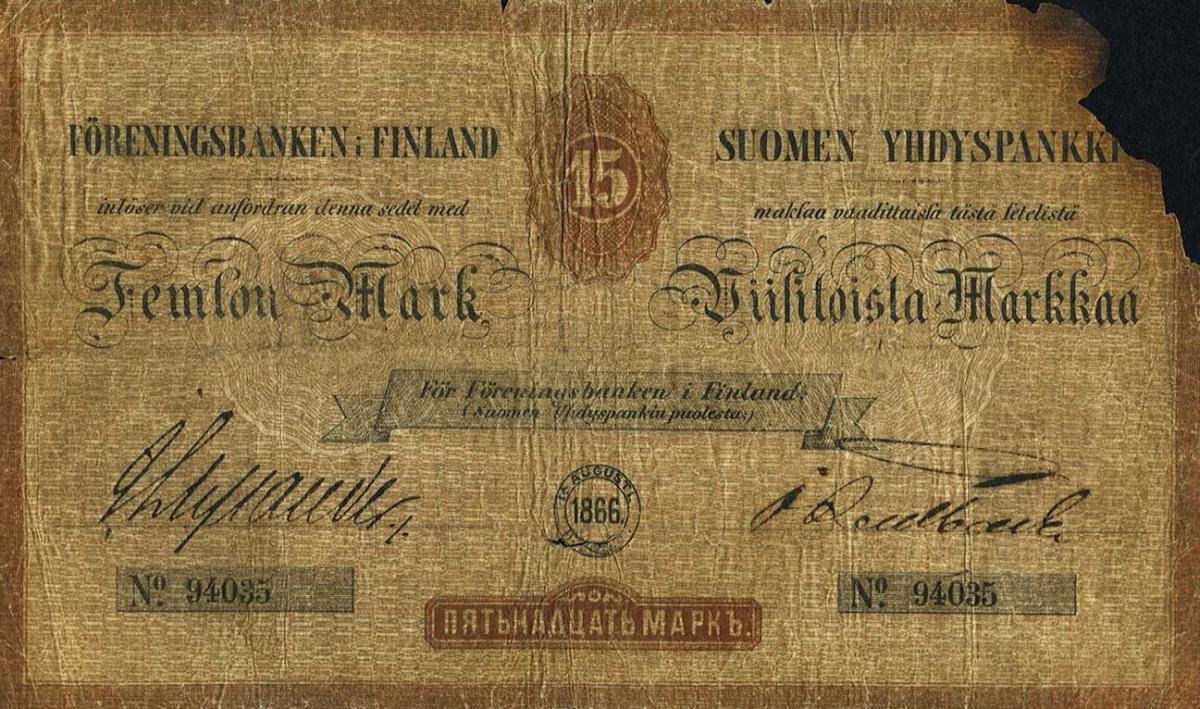 15
FÖRENINGSBANKEN i FINLAND
inlöser vid anfordran denna sedel med
Femton Mark
SUOMEN YHDYSPANKKI
maksaa vaadittaissa tästä setelistä
Viisitoista Markkaa
För Föreningsbanken i Finland:
(Suomen Yhdyspankin puolesta:)
AUGUSTI
1866.
Nº. 94035
Nº. 94035
ПЯТЬНАДЦАТЬ МАРКЪ.